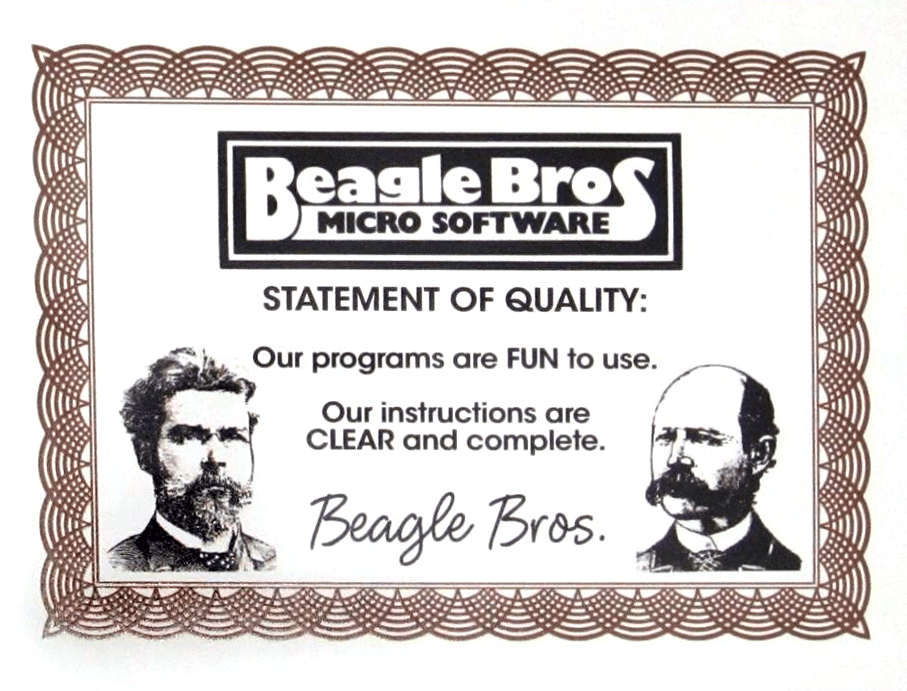 Beagle Bros
MICRO SOFTWARE
STATEMENT OF QUALITY:
Our programs are FUN to use.
Our instructions are
CLEAR and complete.
Beagle Bros.